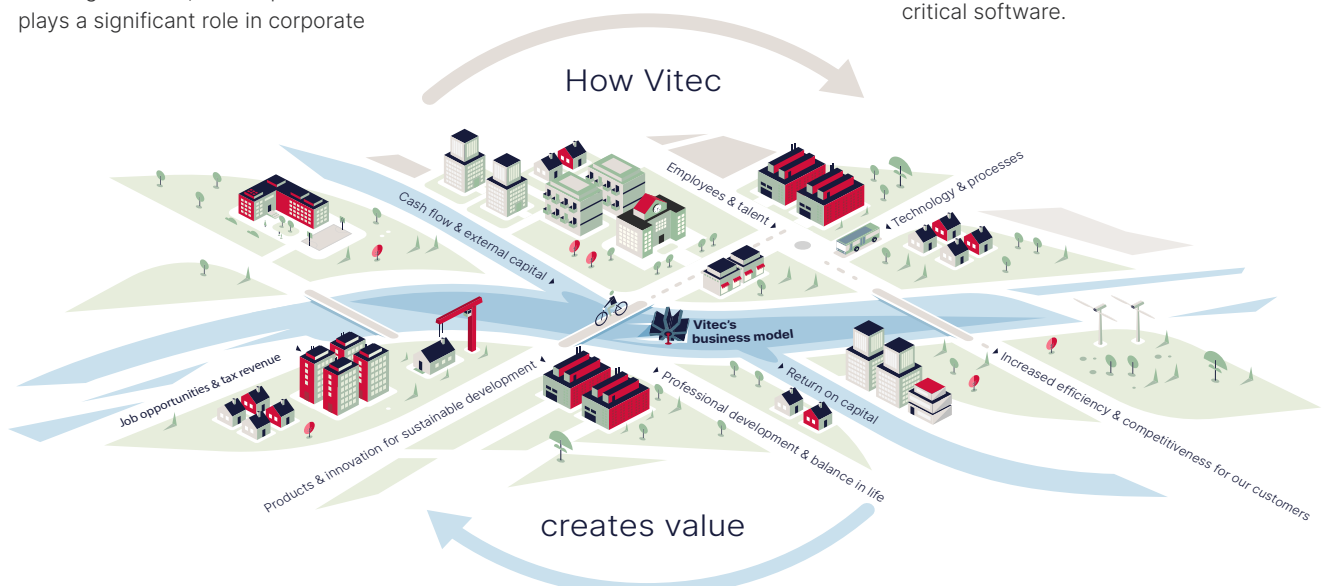 plays a significant role in corporate
critical software.
How Vitec
Employees & talent
Technology & processes
Cash flow & external capital
Vitec's
business model
Job opportunities & tax revenue
Products & innovation for sustainable development
Professional development & balance in life
Return on capital
Increased efficiency & competitiveness for our customers
creates value